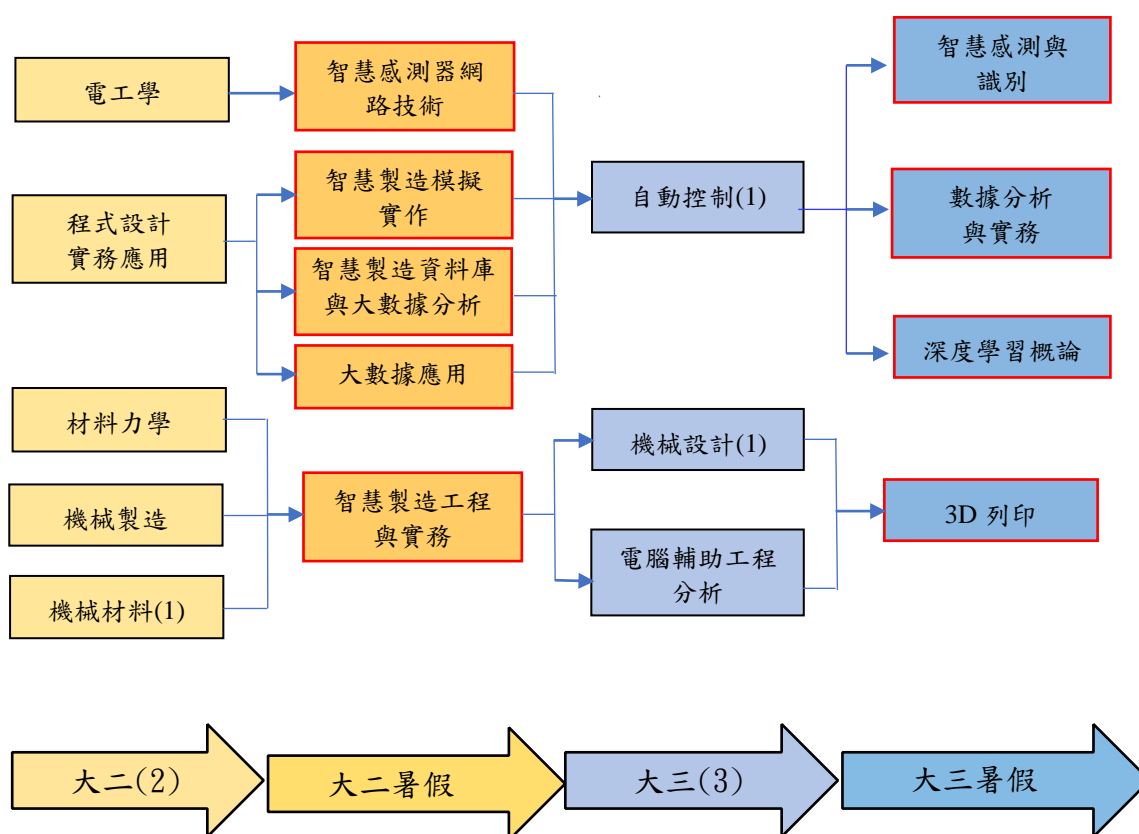 電工學
程式設計
實務應用
材料力學
機械製造
機械材料(1)
智慧感測器網
路技術
智慧製造模擬
實作
智慧製造資料庫
與大數據分析
大數據應用
智慧製造工程
與實務
自動控制(1)
機械設計(1)
電腦輔助工程
分析
智慧感測與
識別
數據分析
與實務
深度學習概論
3D 列印
大二(2)
大二暑假
大三(3)
大三暑假